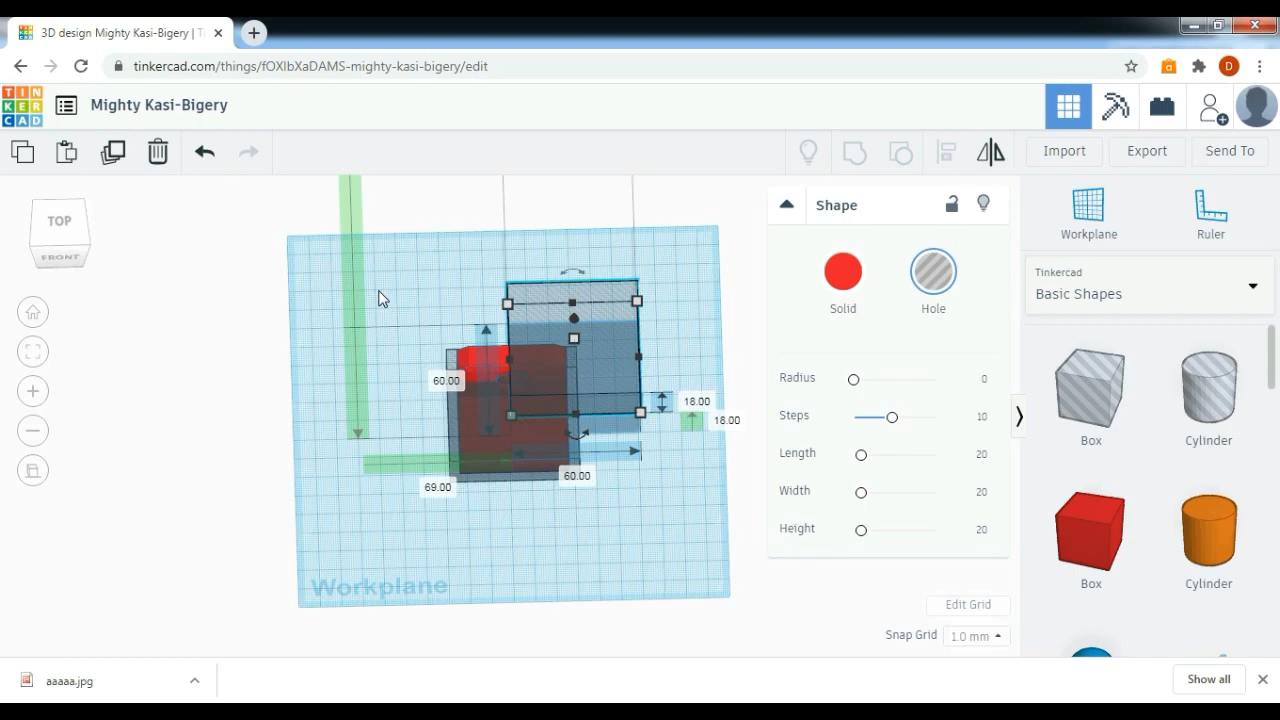 3D design Mighty Kasi-Bigery | T
tinkercad.com/things/fOXlbXaDAMS-mighty-kasi-bigery/edit
D
TIN
KER
CAD
Mighty Kasi-Bigery
Import
Export
Send To
TOP
FRONT
Shape
Solid
Hole
Radius 0
Steps 10
Length 20
Width 20
Height 20
60.00
18.00
18.00
60.00
69.00
Workplane
Edit Grid
Snap Grid 1.0 mm
Workplane
Ruler
Tinkercad
Basic Shapes
Box
Cylinder
Box
Cylinder
aaaaa.jpg
Show all